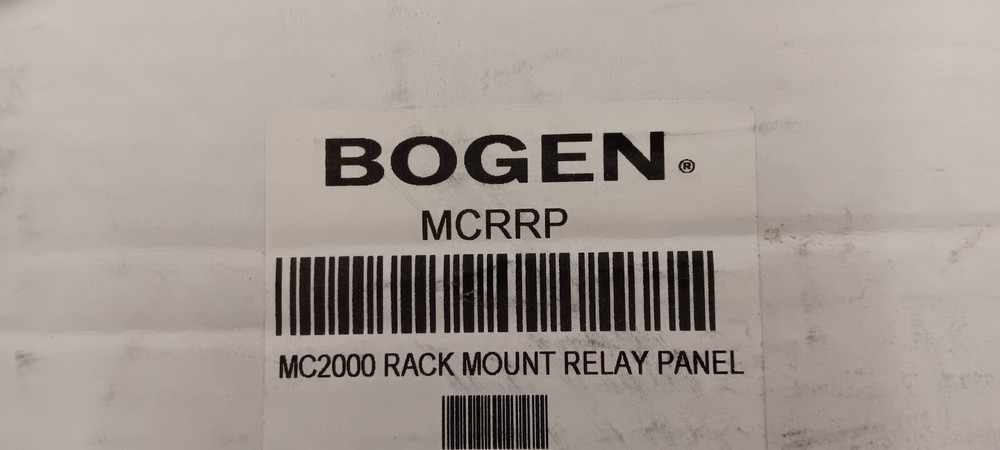 BOGEN®
MCRRP
MC2000 RACK MOUNT RELAY PANEL